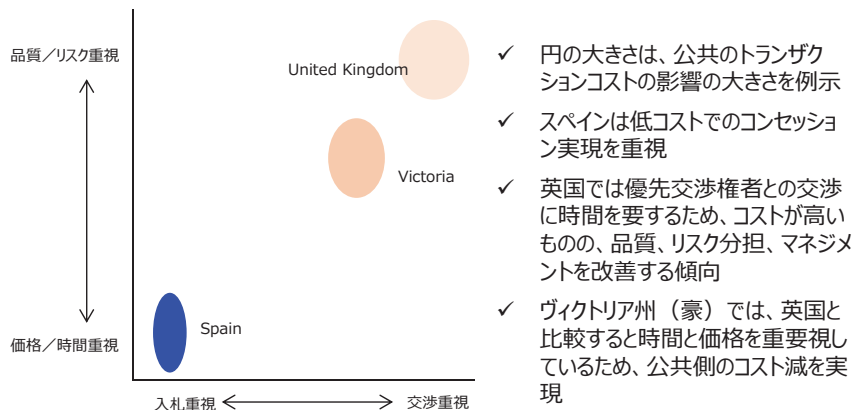 品質／リスク重視
United Kingdom
Victoria
Spain
価格／時間重視
入札重視
交渉重視
✓ 円の大きさは、公共のトランザク
ションコストの影響の大きさを例示
✓ スペインは低コストでのコンセッショ
ン実現を重視
✓ 英国では優先交渉権者との交渉
に時間を要するため、コストが高い
ものの、品質、リスク分担、マネジメ
ントを改善する傾向
✓ ヴィクトリア州（豪）では、英国と
比較すると時間と価格を重要視し
ているため、公共側のコスト減を実
現